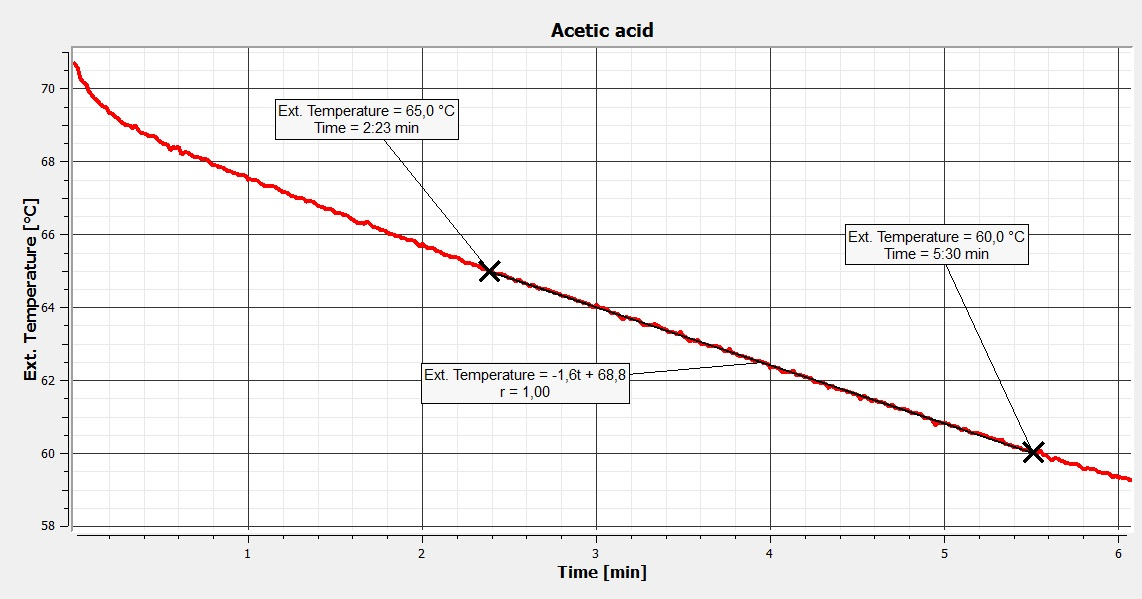 Acetic acid
Ext. Temperature [°C]
70
68
66
64
62
60
58
Ext. Temperature = 65,0 °C
Time = 2:23 min
Ext. Temperature = 60,0 °C
Time = 5:30 min
Ext. Temperature = -1,6t + 68,8
r = 1,00
1 2 3 4 5 6
Time [min]